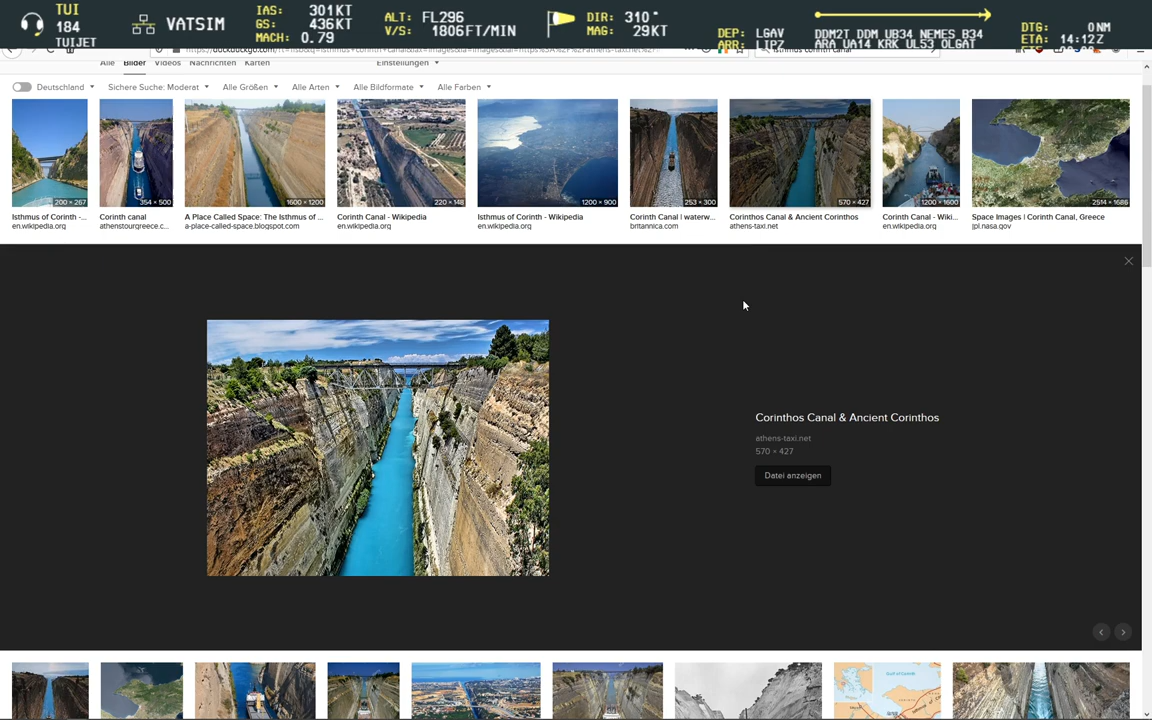 TUI
184
TUIJET
VATSIM
IAS: 301KT
GS: 436KT
MACH: 0.79
ALT: FL296
V/S: 1806FT/MIN
DIR: 310°
MAG: 29KT
DEP: LGAV
ARR: LIPZ
DDM2T DDM UB34 NEMES B34
ARA UA14 KRK UL53 OLGAT
DTG: 0NM
ETA: 14:12Z
Alle Bilder Videos Nachrichten Karten Einstellungen
Deutschland Sichere Suche: Moderat Alle Größen Alle Arten Alle Bildformate Alle Farben
200 × 267 354 × 500 1600 × 1200 220 × 148 1200 × 900 253 × 300 570 × 427 1200 × 1600 2514 × 1686
Isthmus of Corinth -... Corinth canal A Place Called Space: The Isthmus of ... Corinth Canal - Wikipedia Isthmus of Corinth - Wikipedia Corinth Canal | waterw... Corinthos Canal & Ancient Corinthos Corinth Canal - Wiki... Space Images | Corinth Canal, Greece
en.wikipedia.org athenstourgreece.c... a-place-called-space.blogspot.com en.wikipedia.org en.wikipedia.org britannica.com athens-taxi.net en.wikipedia.org jpl.nasa.gov
Corinthos Canal & Ancient Corinthos
athens-taxi.net
570 × 427
Datei anzeigen